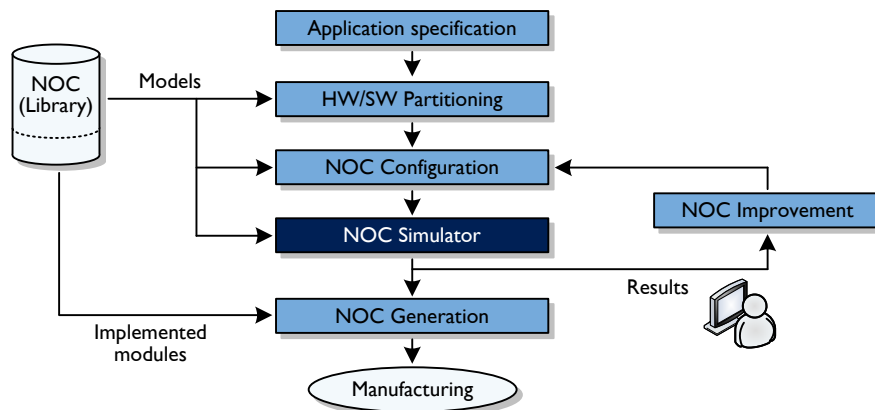 Application specification
NOC
(Library)
Models
HW/SW Partitioning
NOC Configuration
NOC Improvement
NOC Simulator
Results
NOC Generation
Implemented
modules
Manufacturing